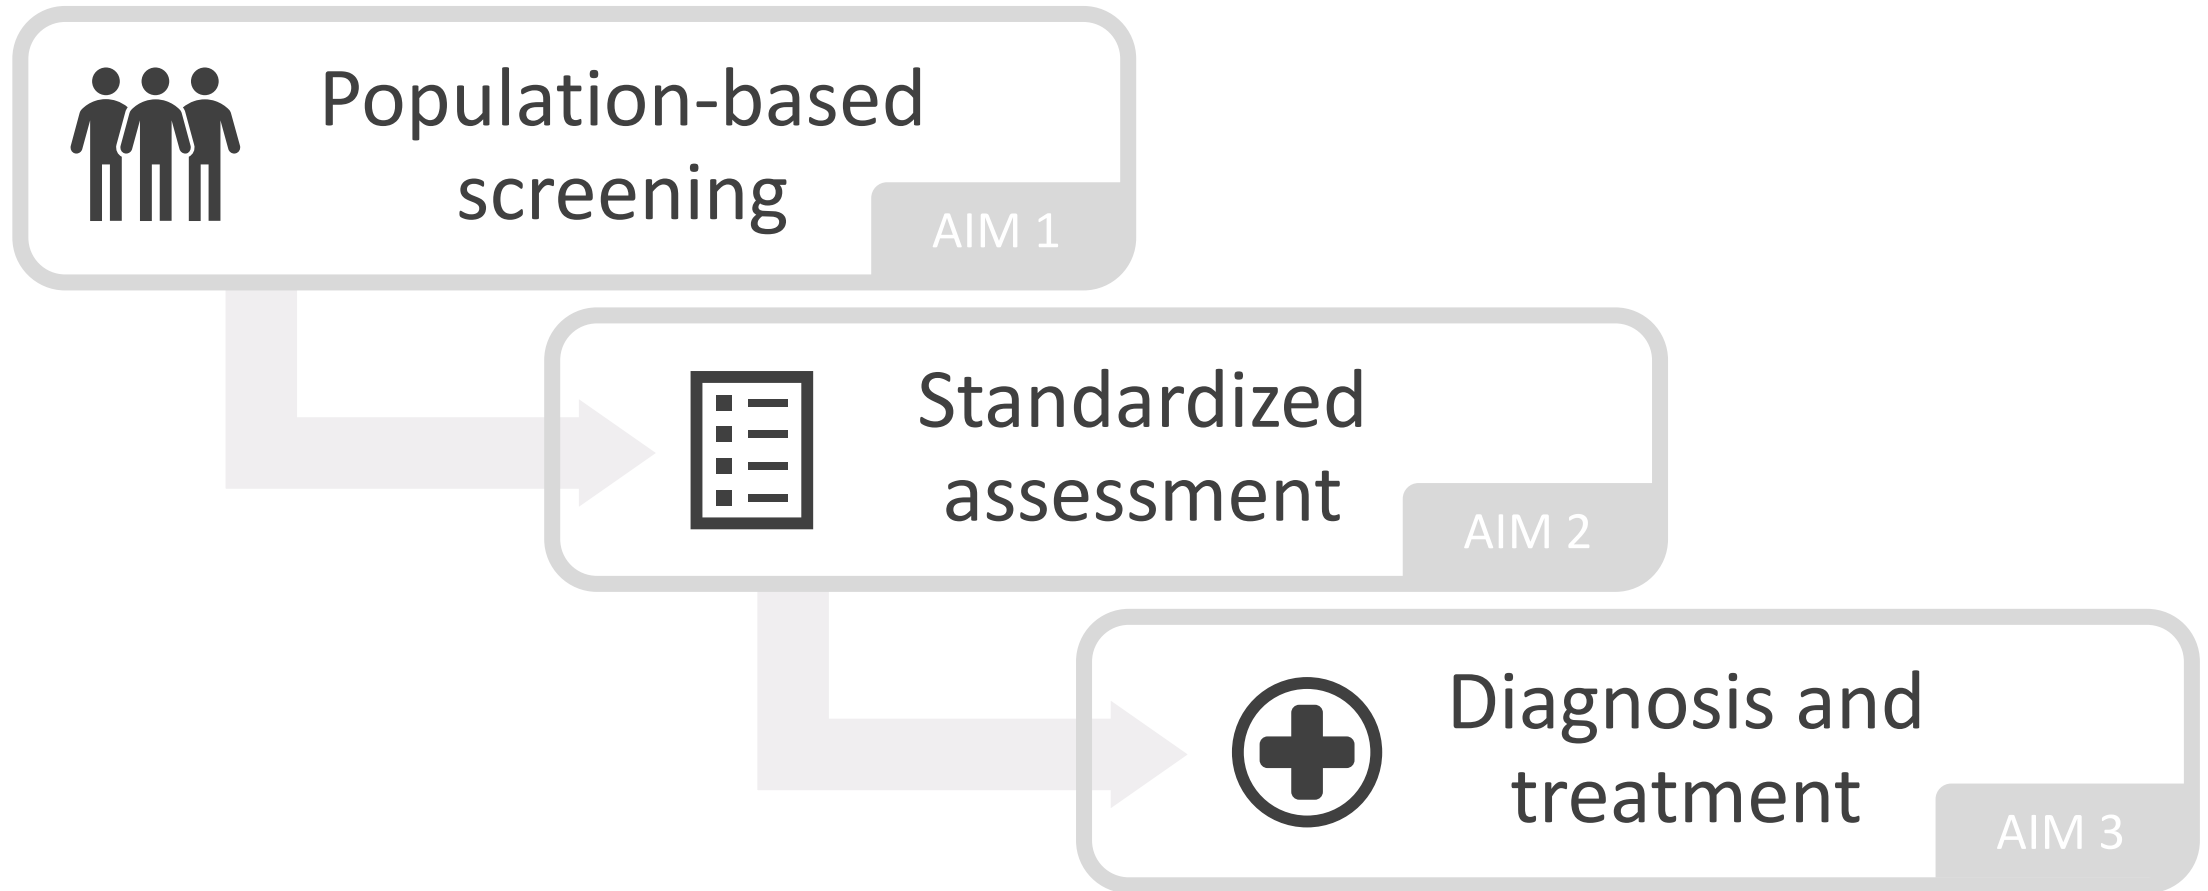 Population-based
screening
AIM 1
Standardized
assessment
AIM 2
Diagnosis and
treatment
AIM 3